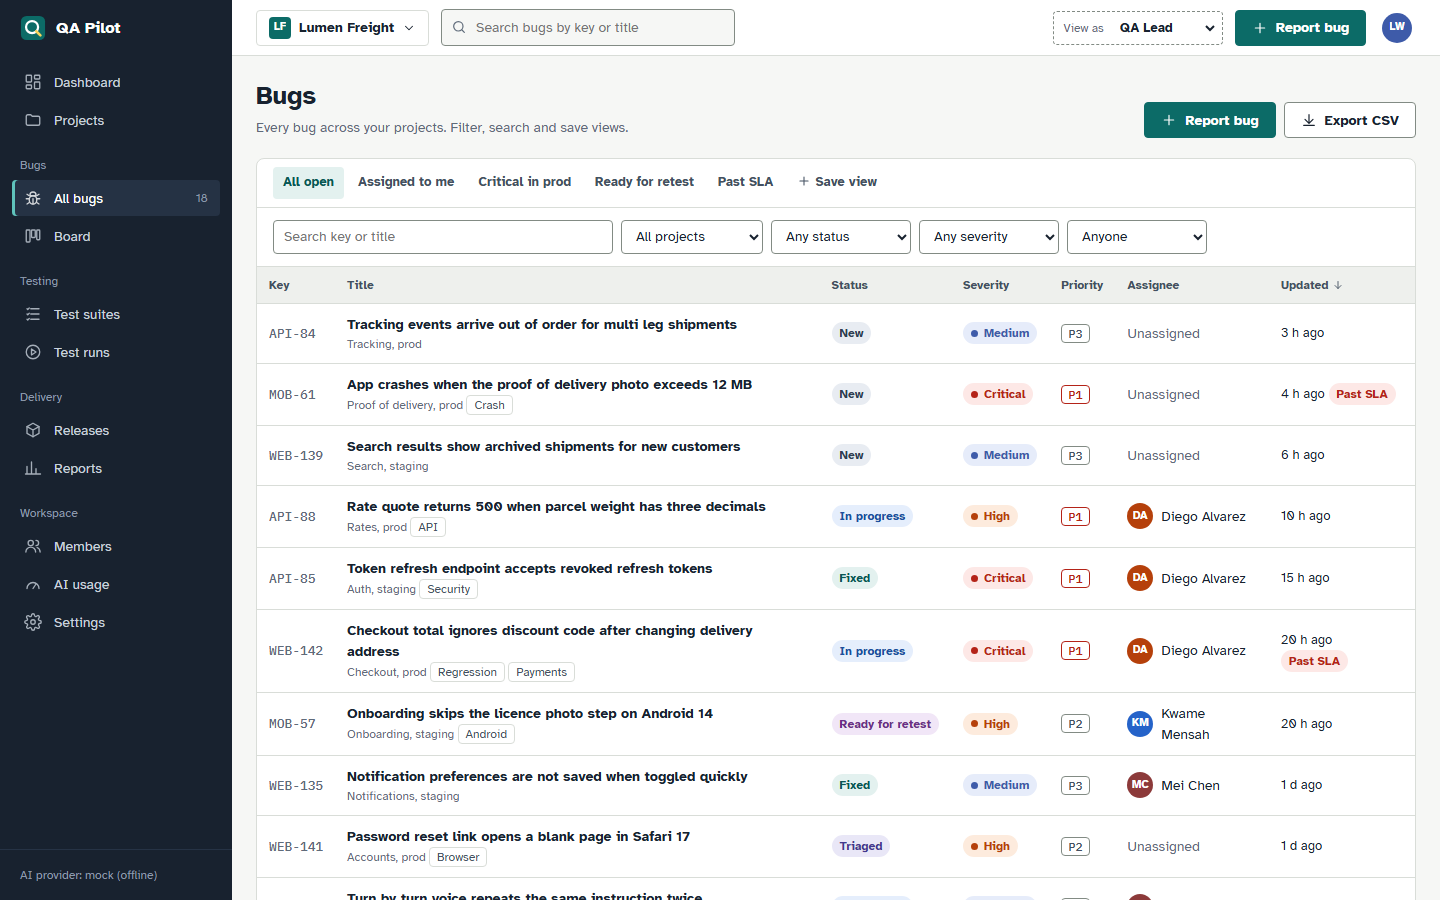 QA Pilot
Dashboard
Projects
Bugs
All bugs 18
Board
Testing
Test suites
Test runs
Delivery
Releases
Reports
Workspace
Members
AI usage
Settings
AI provider: mock (offline)
LF Lumen Freight
Search bugs by key or title
View as QA Lead
Report bug
LW
Bugs
Every bug across your projects. Filter, search and save views.
Report bug
Export CSV
All open Assigned to me Critical in prod Ready for retest Past SLA Save view
Search key or title All projects Any status Any severity Anyone
Key Title Status Severity Priority Assignee Updated
API-84 Tracking events arrive out of order for multi leg shipments New Medium P3 Unassigned 3 h ago
Tracking, prod
MOB-61 App crashes when the proof of delivery photo exceeds 12 MB New Critical P1 Unassigned 4 h ago Past SLA
Proof of delivery, prod Crash
WEB-139 Search results show archived shipments for new customers New Medium P3 Unassigned 6 h ago
Search, staging
API-88 Rate quote returns 500 when parcel weight has three decimals In progress High P1 DA Diego Alvarez 10 h ago
Rates, prod API
API-85 Token refresh endpoint accepts revoked refresh tokens Fixed Critical P1 DA Diego Alvarez 15 h ago
Auth, staging Security
WEB-142 Checkout total ignores discount code after changing delivery
address In progress Critical P1 DA Diego Alvarez 20 h ago
Past SLA
Checkout, prod Regression Payments
MOB-57 Onboarding skips the licence photo step on Android 14 Ready for retest High P2 KM Kwame Mensah 20 h ago
Onboarding, staging Android
WEB-135 Notification preferences are not saved when toggled quickly Fixed Medium P3 MC Mei Chen 1 d ago
Notifications, staging
WEB-141 Password reset link opens a blank page in Safari 17 Triaged High P2 Unassigned 1 d ago
Accounts, prod Browser
Turn by turn voice repeats the same instruction twice